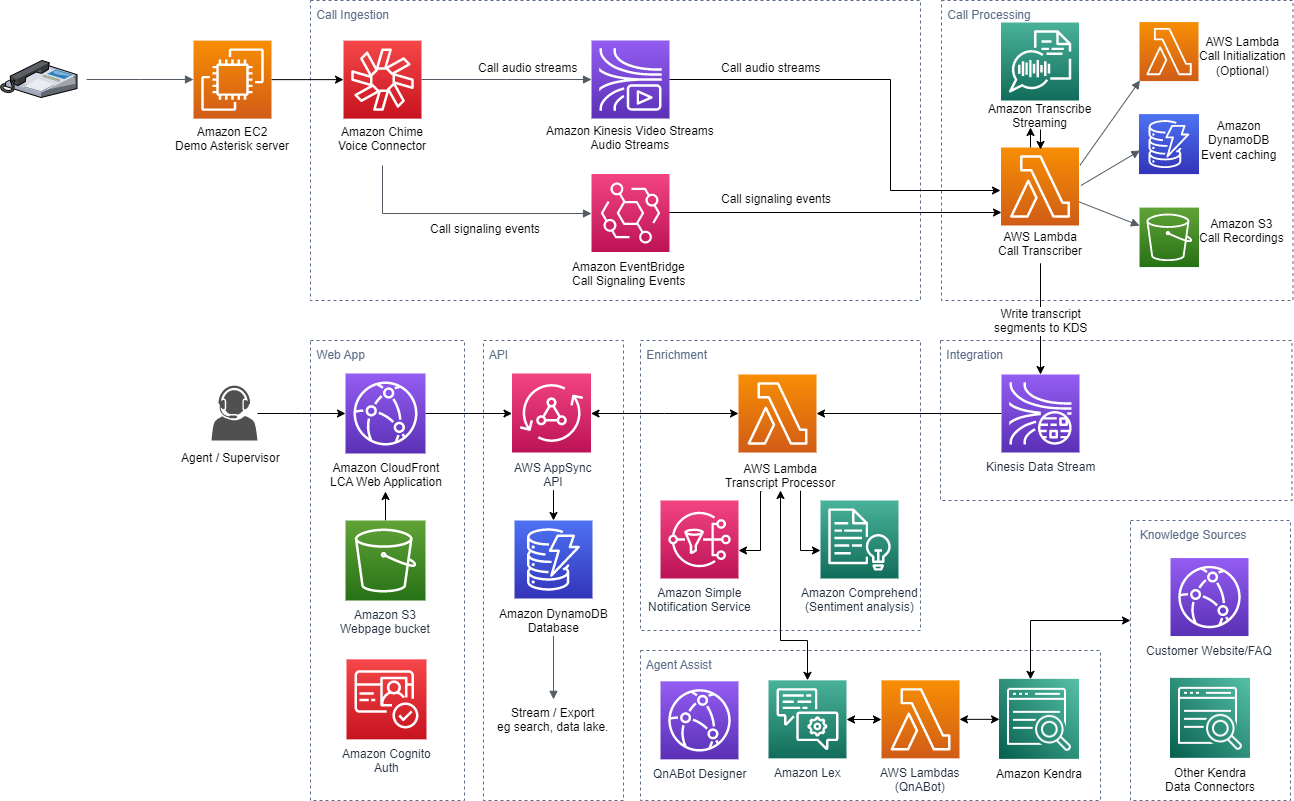 Call Ingestion
Amazon EC2
Demo Asterisk server
Amazon Chime
Voice Connector
Call audio streams
Amazon Kinesis Video Streams
Audio Streams
Call audio streams
Call signaling events
Amazon EventBridge
Call Signaling Events
Call signaling events
Call Processing
Amazon Transcribe
Streaming
AWS Lambda
Call Initialization
(Optional)
Amazon
DynamoDB
Event caching
Amazon S3
Call Recordings
AWS Lambda
Call Transcriber
Write transcript
segments to KDS
Web App
Agent / Supervisor
Amazon CloudFront
LCA Web Application
Amazon S3
Webpage bucket
Amazon Cognito
Auth
API
AWS AppSync
API
Amazon DynamoDB
Database
Stream / Export
eg search, data lake.
Enrichment
AWS Lambda
Transcript Processor
Amazon Simple
Notification Service
Amazon Comprehend
(Sentiment analysis)
Integration
Kinesis Data Stream
Agent Assist
QnABot Designer
Amazon Lex
AWS Lambdas
(QnABot)
Amazon Kendra
Knowledge Sources
Customer Website/FAQ
Other Kendra
Data Connectors